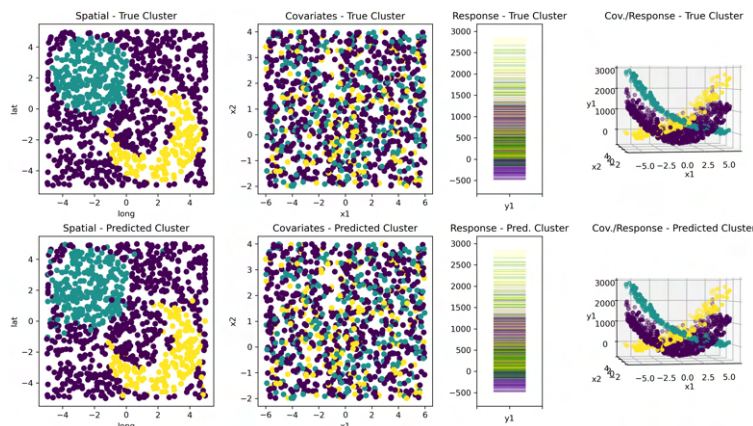 Spatial - True Cluster
Covariates - True Cluster
Response - True Cluster
Cov./Response - True Cluster
lat
4
2
0
−2
−4
−4 −2 0 2 4
long
x2
4
3
2
1
0
−1
−2
−6 −4 −2 0 2 4 6
x1
3000
2500
2000
1500
1000
500
0
−500
y1
3000
2000
y1
1000
0
x2
−2
−5.0 −2.5 0.0 2.5 5.0
x1
Spatial - Predicted Cluster
Covariates - Predicted Cluster
Response - Pred. Cluster
Cov./Response - Predicted Cluster
lat
4
2
0
−2
−4
−4 −2 0 2 4
long
x2
4
3
2
1
0
−1
−2
−6 −4 −2 0 2 4 6
x1
3000
2500
2000
1500
1000
500
0
−500
y1
3000
2000
y1
1000
0
x2
−2
−5.0 −2.5 0.0 2.5 5.0
x1